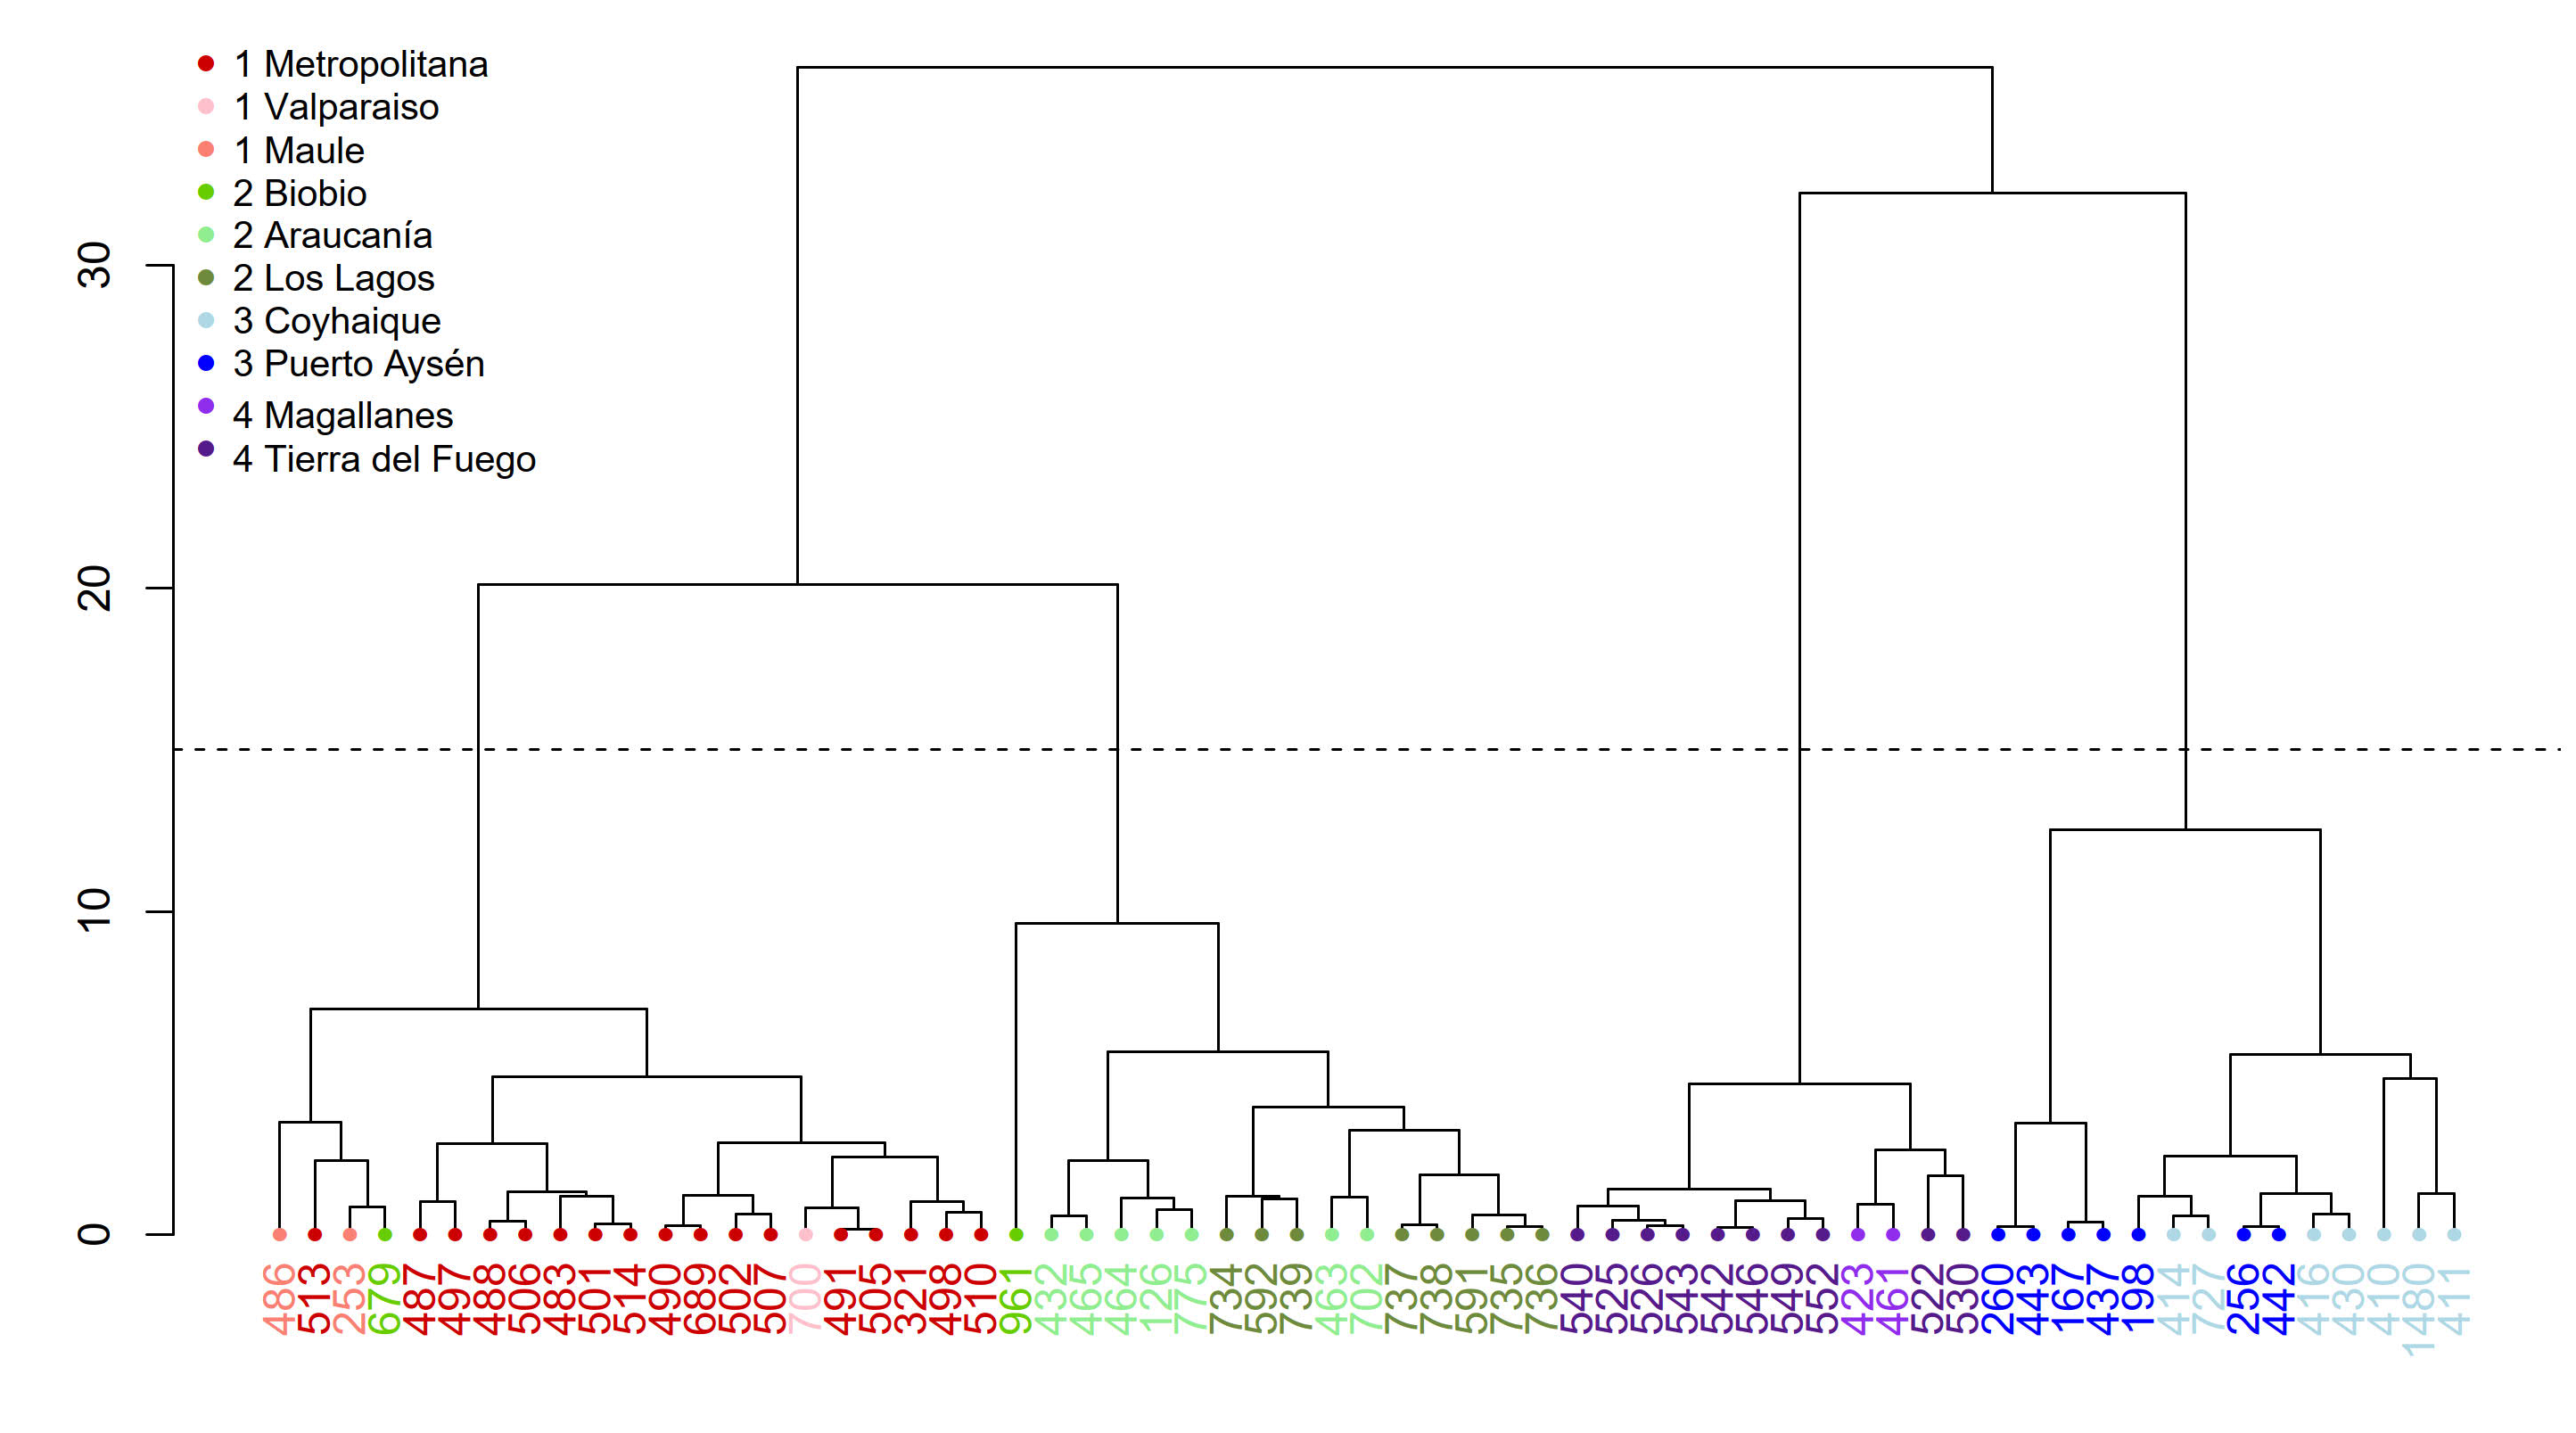 1 Metropolitana
1 Valparaiso
1 Maule
2 Biobio
2 Araucanía
2 Los Lagos
3 Coyhaique
3 Puerto Aysén
4 Magallanes
4 Tierra del Fuego
30
20
10
0
486 513 253 679 487 497 488 506 483 501 514 490 689 502 507 700 491 505 321 498 510 961 432 465 464 126 775 734 592 739 463 702 737 738 591 735 736 540 525 526 543 542 546 549 552 423 461 522 530 260 443 167 437 198 414 727 256 442 416 430 410 1480 411